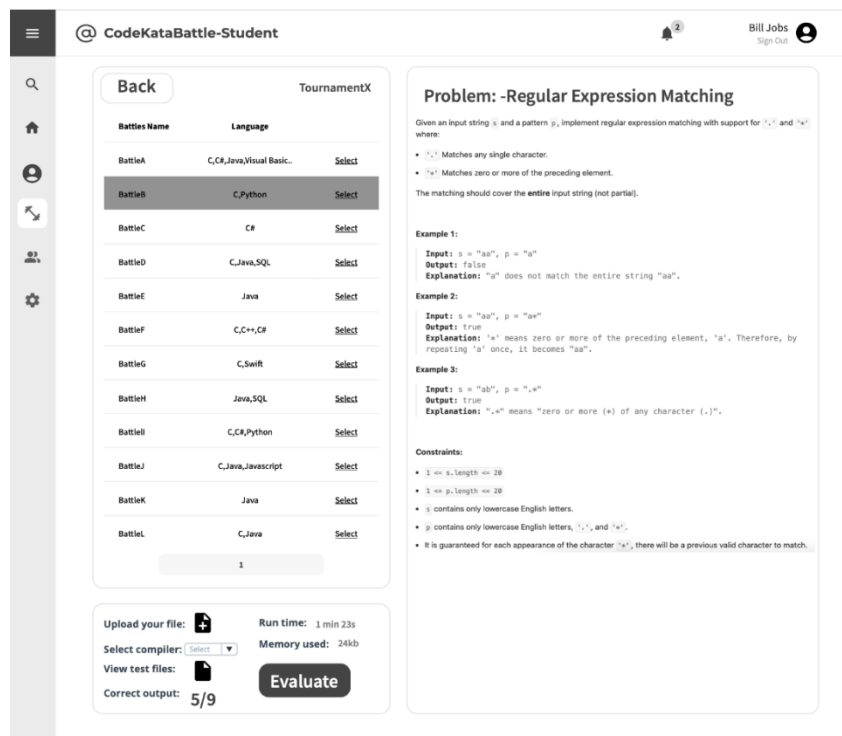 @ CodeKataBattle-Student
2
Bill Jobs
Sign Out
Back
TournamentX
Battles Name Language
BattleA C,C#,Java,Visual Basic.. Select
BattleB C,Python Select
BattleC C# Select
BattleD C,Java,SQL Select
BattleE Java Select
BattleF C,C++,C# Select
BattleG C,Swift Select
BattleH Java,SQL Select
BattleII C,C#,Python Select
BattleJ C,Java,Javascript Select
BattleK Java Select
BattleL C,Java Select
1
Upload your file:
Select compiler: Select ▼
View test files:
Correct output: 5/9
Run time: 1 min 23s
Memory used: 24kb
Evaluate
Problem: -Regular Expression Matching
Given an input string s and a pattern p, implement regular expression matching with support for '.' and '*'
where:
• '.' Matches any single character.
• '*' Matches zero or more of the preceding element.
The matching should cover the entire input string (not partial).
Example 1:
Input: s = "aa", p = "a"
Output: false
Explanation: "a" does not match the entire string "aa".
Example 2:
Input: s = "aa", p = "a*"
Output: true
Explanation: '*' means zero or more of the preceding element, 'a'. Therefore, by
repeating 'a' once, it becomes "aa".
Example 3:
Input: s = "ab", p = ".*"
Output: true
Explanation: ".*" means "zero or more (*) of any character (.)".
Constraints:
• 1 <= s.length <= 20
• 1 <= p.length <= 20
• s contains only lowercase English letters.
• p contains only lowercase English letters, '.', and '*'.
• It is guaranteed for each appearance of the character '*', there will be a previous valid character to match.